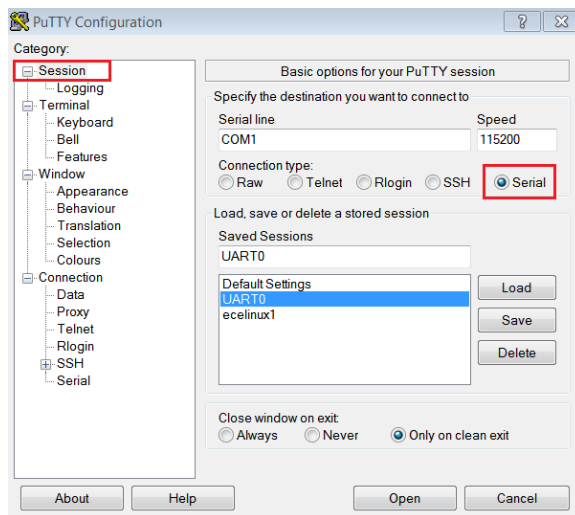 PuTTY Configuration
Category:
Session
Logging
Terminal
Keyboard
Bell
Features
Window
Appearance
Behaviour
Translation
Selection
Colours
Connection
Data
Proxy
Telnet
Rlogin
SSH
Serial
Basic options for your PuTTY session
Specify the destination you want to connect to
Serial line Speed
COM1 115200
Connection type:
Raw Telnet Rlogin SSH Serial
Load, save or delete a stored session
Saved Sessions
UART0
Default Settings
UART0
ecelinux1
Load
Save
Delete
Close window on exit:
Always Never Only on clean exit
About Help Open Cancel